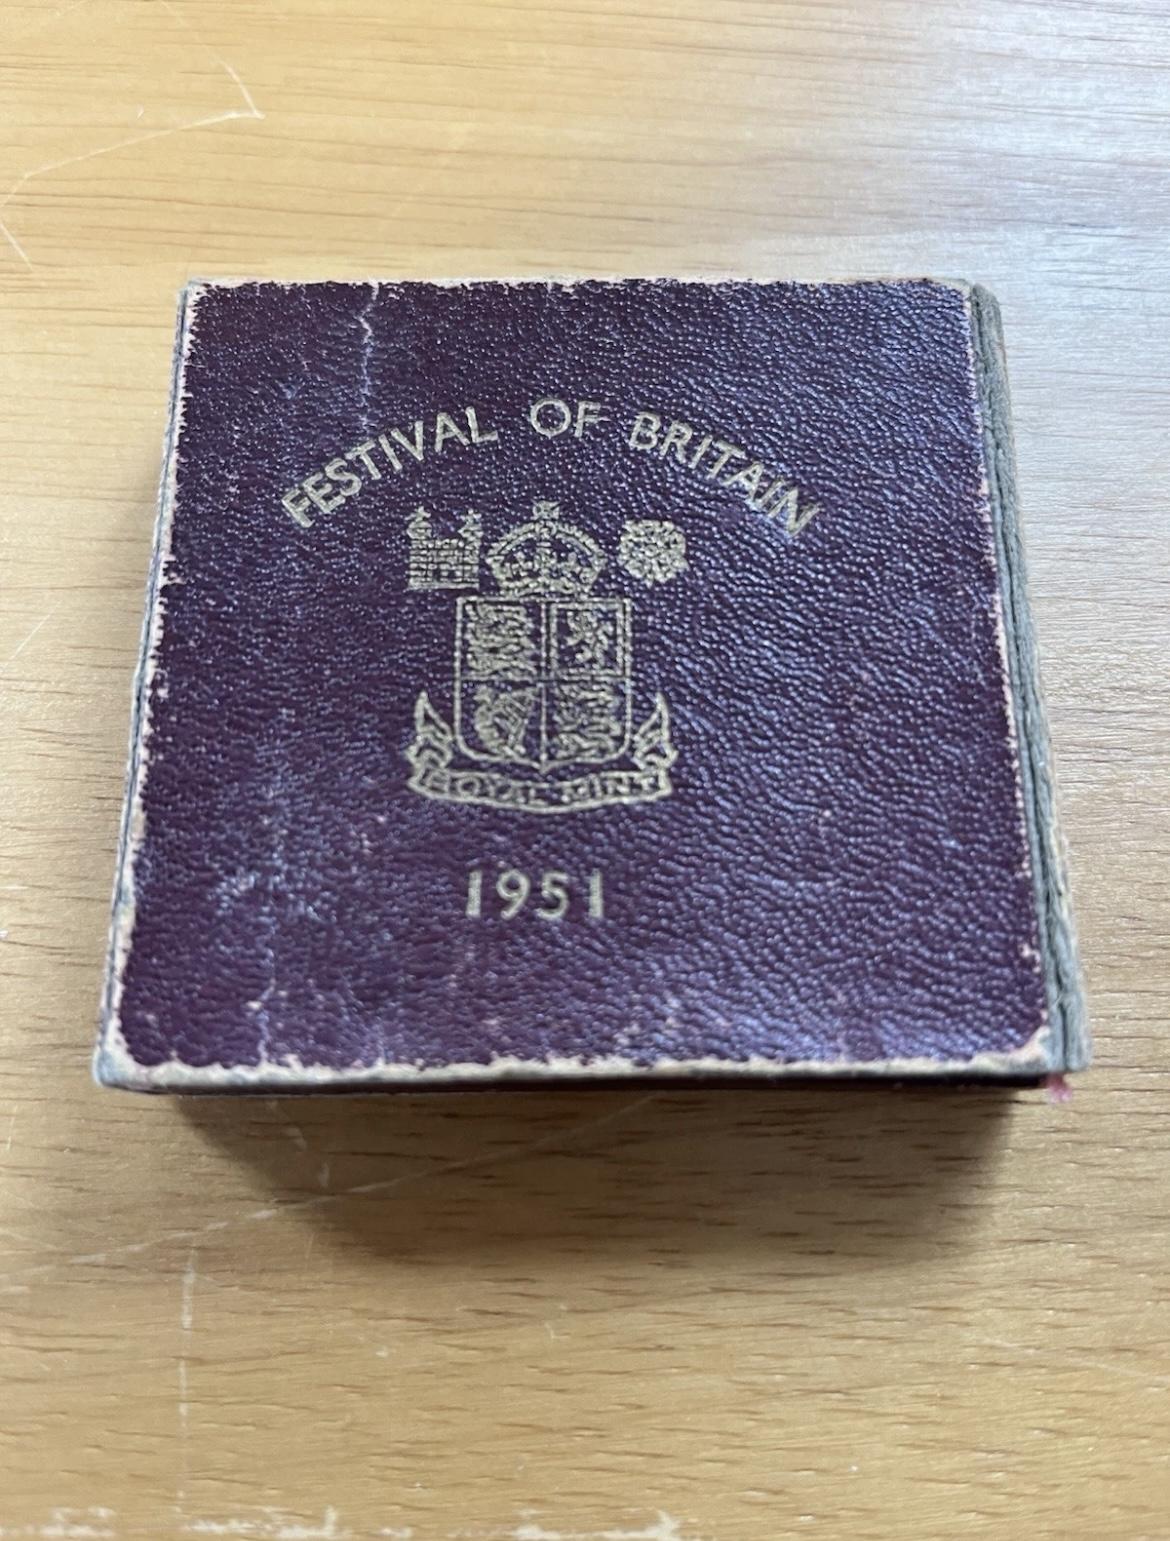 FESTIVAL OF BRITAIN
ROYAL MINT
1951